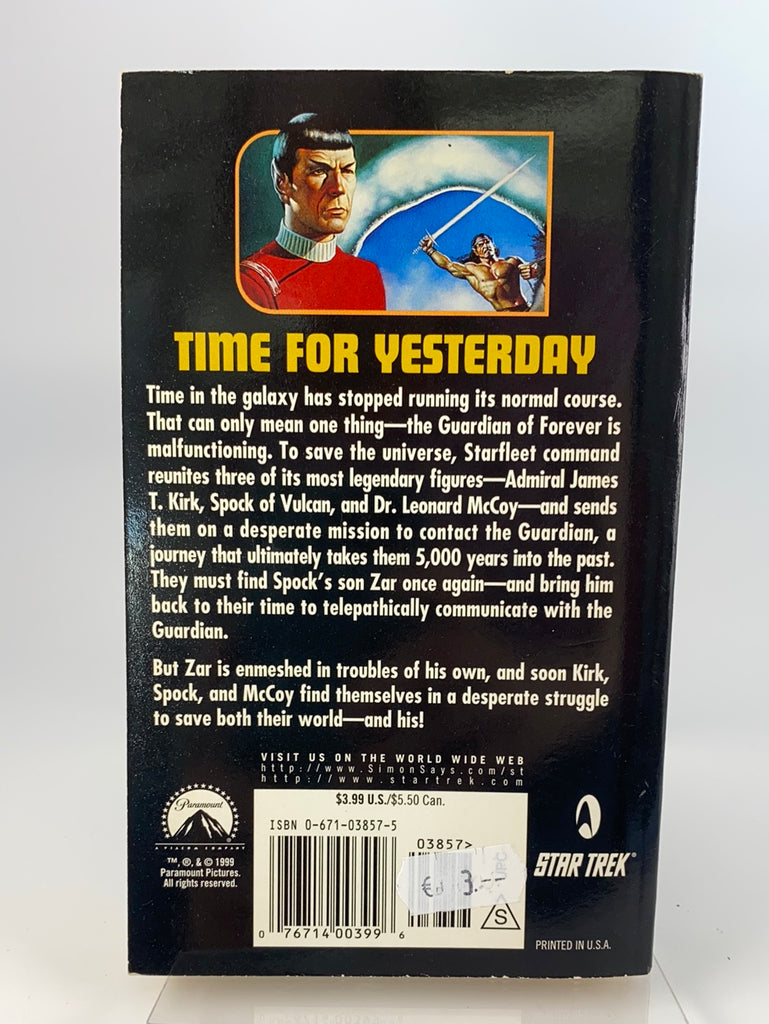 TIME FOR YESTERDAY
Time in the galaxy has stopped running its normal course.
That can only mean one thing—the Guardian of Forever is
malfunctioning. To save the universe, Starfleet command
reunites three of its most legendary figures—Admiral James
T. Kirk, Spock of Vulcan, and Dr. Leonard McCoy—and sends
them on a desperate mission to contact the Guardian, a
journey that ultimately takes them 5,000 years into the past.
They must find Spock's son Zar once again—and bring him
back to their time to telepathically communicate with the
Guardian.
But Zar is enmeshed in troubles of his own, and soon Kirk,
Spock, and McCoy find themselves in a desperate struggle
to save both their world—and his!
VISIT US ON THE WORLD WIDE WEB
http://www.SimonSays.com/st
http://www.startrek.com
Paramount
A VIACOM COMPANY
™, ®, & © 1999
Paramount Pictures.
All rights reserved.
$3.99 U.S./$5.50 Can.
ISBN 0-671-03857-5
03857>
UPC
€ 3.-
S
0 76714 00399 6
STAR TREK®
PRINTED IN U.S.A.